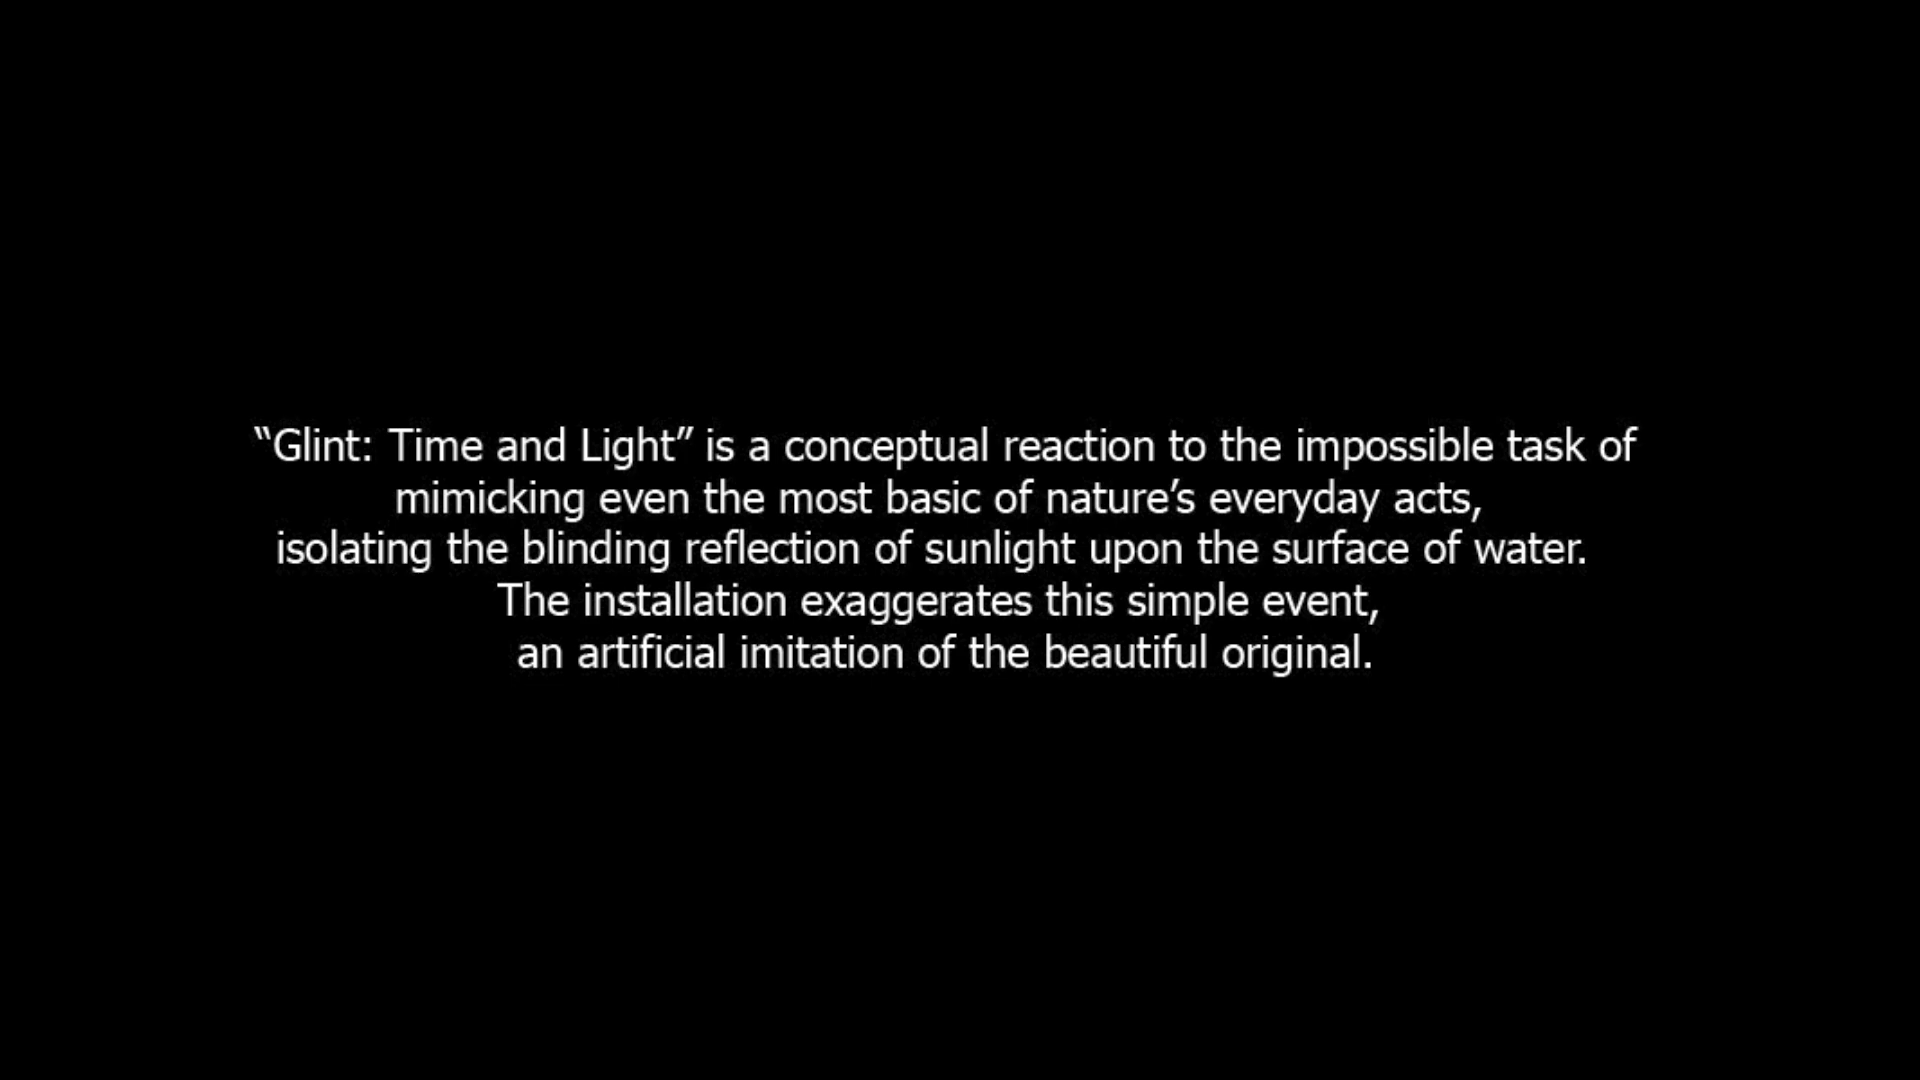 “Glint: Time and Light” is a conceptual reaction to the impossible task of
mimicking even the most basic of nature’s everyday acts,
isolating the blinding reflection of sunlight upon the surface of water.
The installation exaggerates this simple event,
an artificial imitation of the beautiful original.